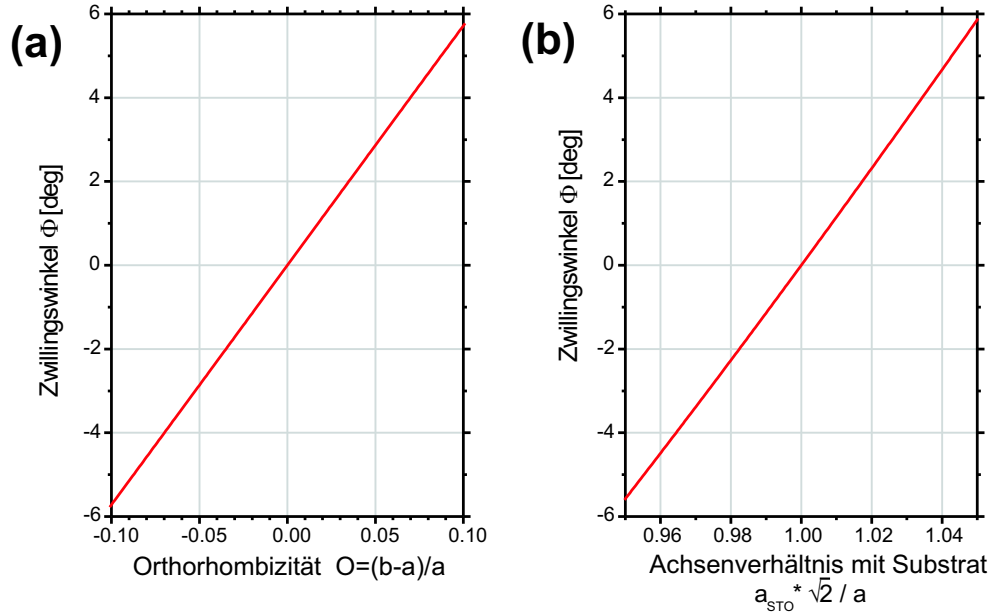 (a)
Zwillingswinkel Φ [deg]
6
4
2
0
-2
-4
-6
-0.10 -0.05 0.00 0.05 0.10
Orthorhombizität O=(b-a)/a
(b)
Zwillingswinkel Φ [deg]
6
4
2
0
-2
-4
-6
0.96 0.98 1.00 1.02 1.04
Achsenverhältnis mit Substrat
a_STO * √2 / a